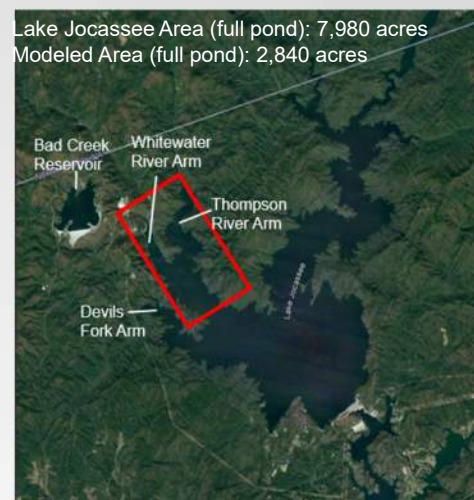 Lake Jocassee Area (full pond): 7,980 acres
Modeled Area (full pond): 2,840 acres
Bad Creek
Reservoir
Whitewater
River Arm
Thompson
River Arm
Lake Jocassee
Devils
Fork Arm